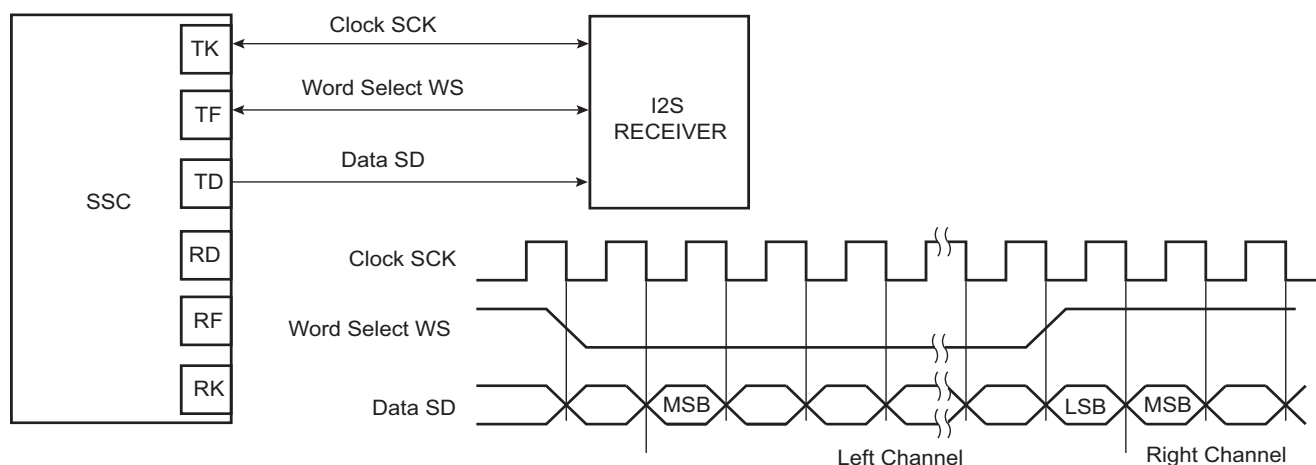 Clock SCK
TK
Word Select WS
TF
I2S
RECEIVER
Data SD
TD
SSC
RD
Clock SCK
RF
Word Select WS
RK
Data SD
MSB
LSB
MSB
Left Channel
Right Channel